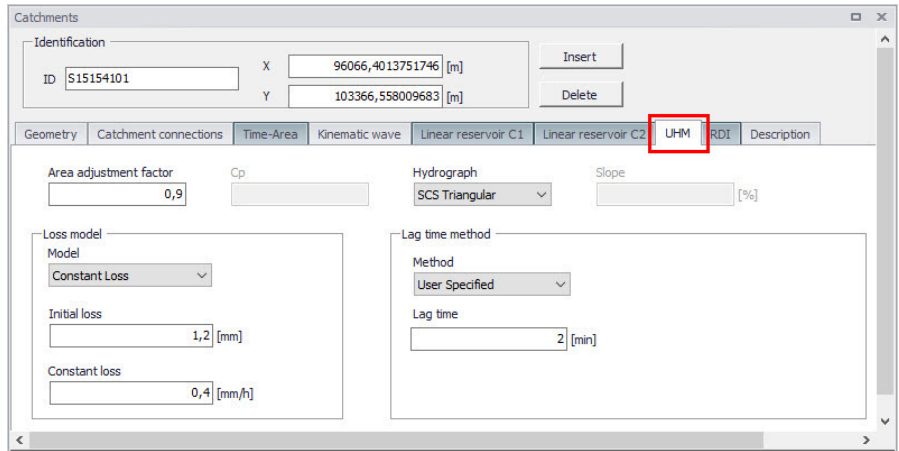 Catchments
Identification
ID S15154101
X 96066,4013751746 [m]
Y 103366,558009683 [m]
Insert
Delete
Geometry Catchment connections Time-Area Kinematic wave Linear reservoir C1 Linear reservoir C2 UHM RDI Description
Area adjustment factor Cp Hydrograph Slope
0,9 SCS Triangular [%]
Loss model Lag time method
Model
Constant Loss
Method
User Specified
Initial loss Lag time
1,2 [mm] 2 [min]
Constant loss
0,4 [mm/h]